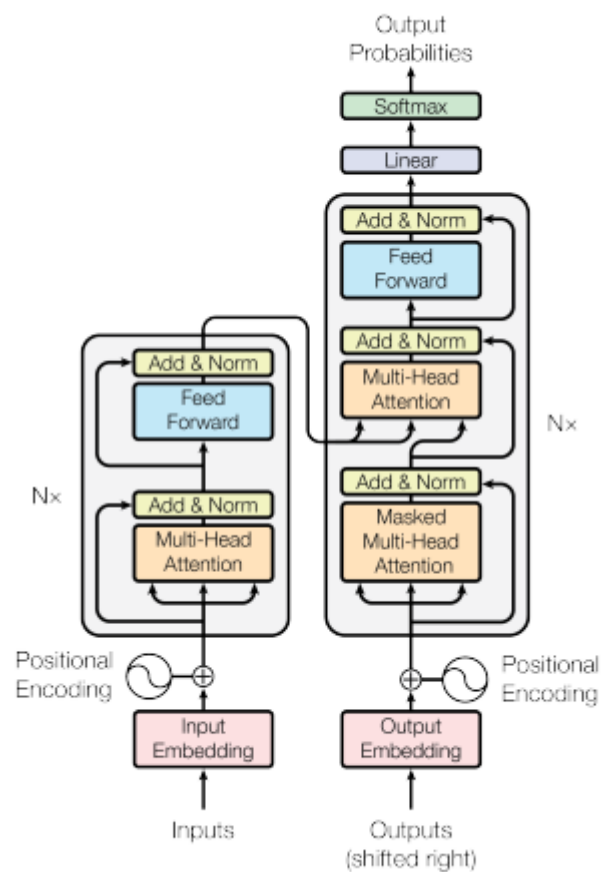 Output
Probabilities
Softmax
Linear
Add & Norm
Feed
Forward
Add & Norm
Multi-Head
Attention
Add & Norm
Masked
Multi-Head
Attention
N×
Add & Norm
Feed
Forward
Add & Norm
Multi-Head
Attention
N×
Positional
Encoding
Positional
Encoding
Input
Embedding
Output
Embedding
Inputs
Outputs
(shifted right)